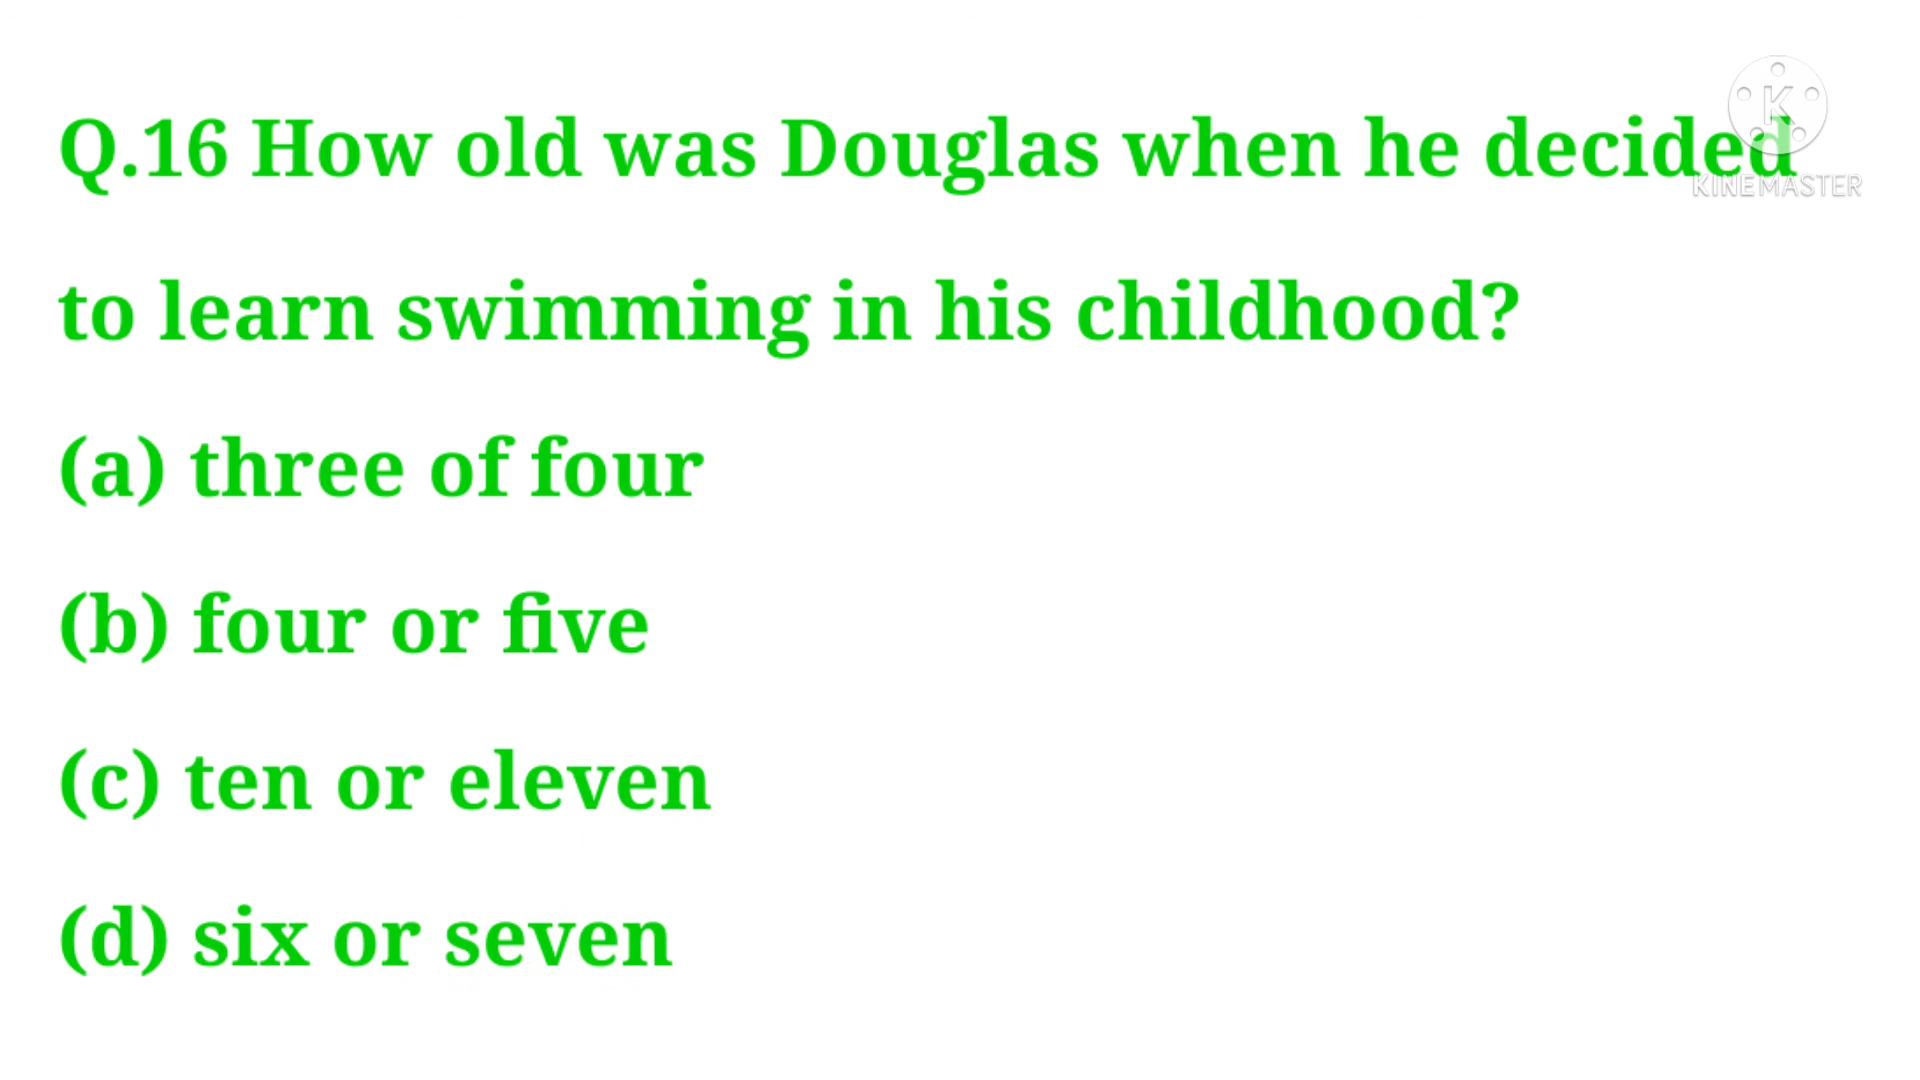 Q.16 How old was Douglas when he decided
KINEMASTER
to learn swimming in his childhood?
(a) three of four
(b) four or five
(c) ten or eleven
(d) six or seven